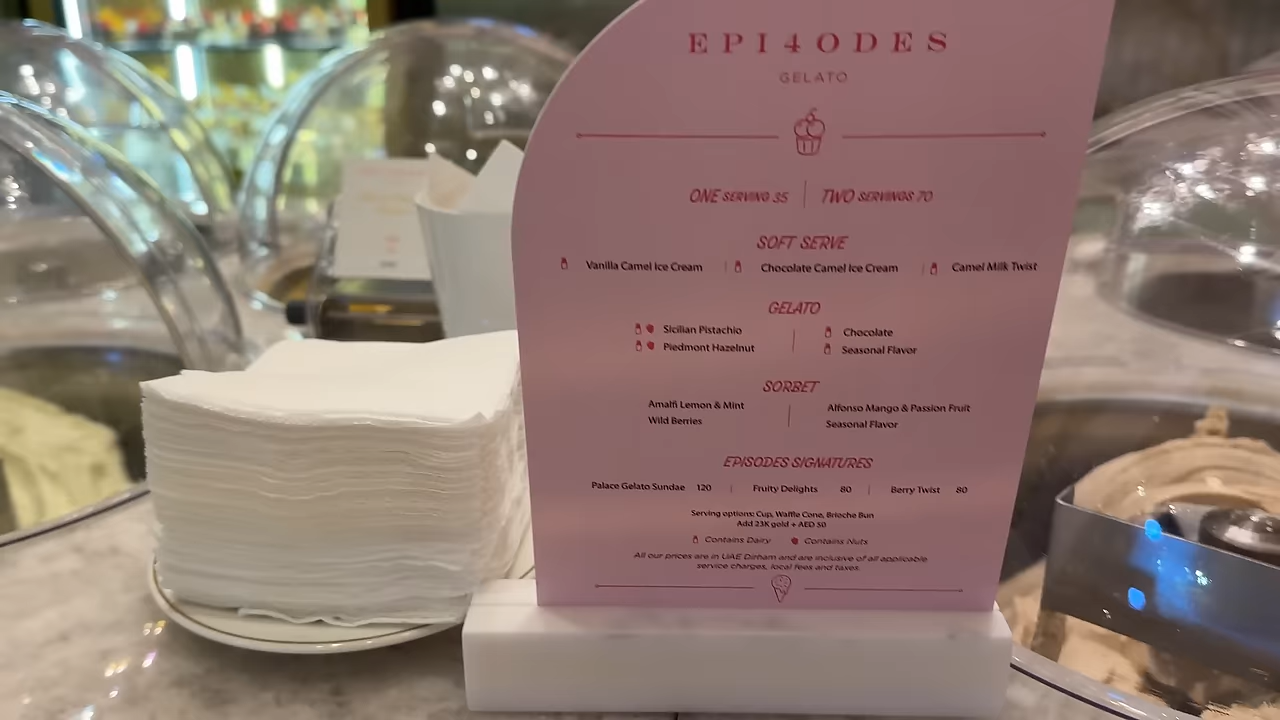 EPI4ODES
GELATO
ONE SERVING 35 | TWO SERVINGS 70
SOFT SERVE
Vanilla Camel Ice Cream | Chocolate Camel Ice Cream | Camel Milk Twist
GELATO
Sicilian Pistachio | Chocolate
Piedmont Hazelnut | Seasonal Flavor
SORBET
Amalfi Lemon & Mint | Alfonso Mango & Passion Fruit
Wild Berries | Seasonal Flavor
EPISODES SIGNATURES
Palace Gelato Sundae 120 | Fruity Delights 80 | Berry Twist 80
Serving options: Cup, Waffle Cone, Brioche Bun
Add 23K gold + AED 50
Contains Dairy Contains Nuts
All our prices are in UAE Dirham and are inclusive of all applicable
service charges, local fees and taxes.